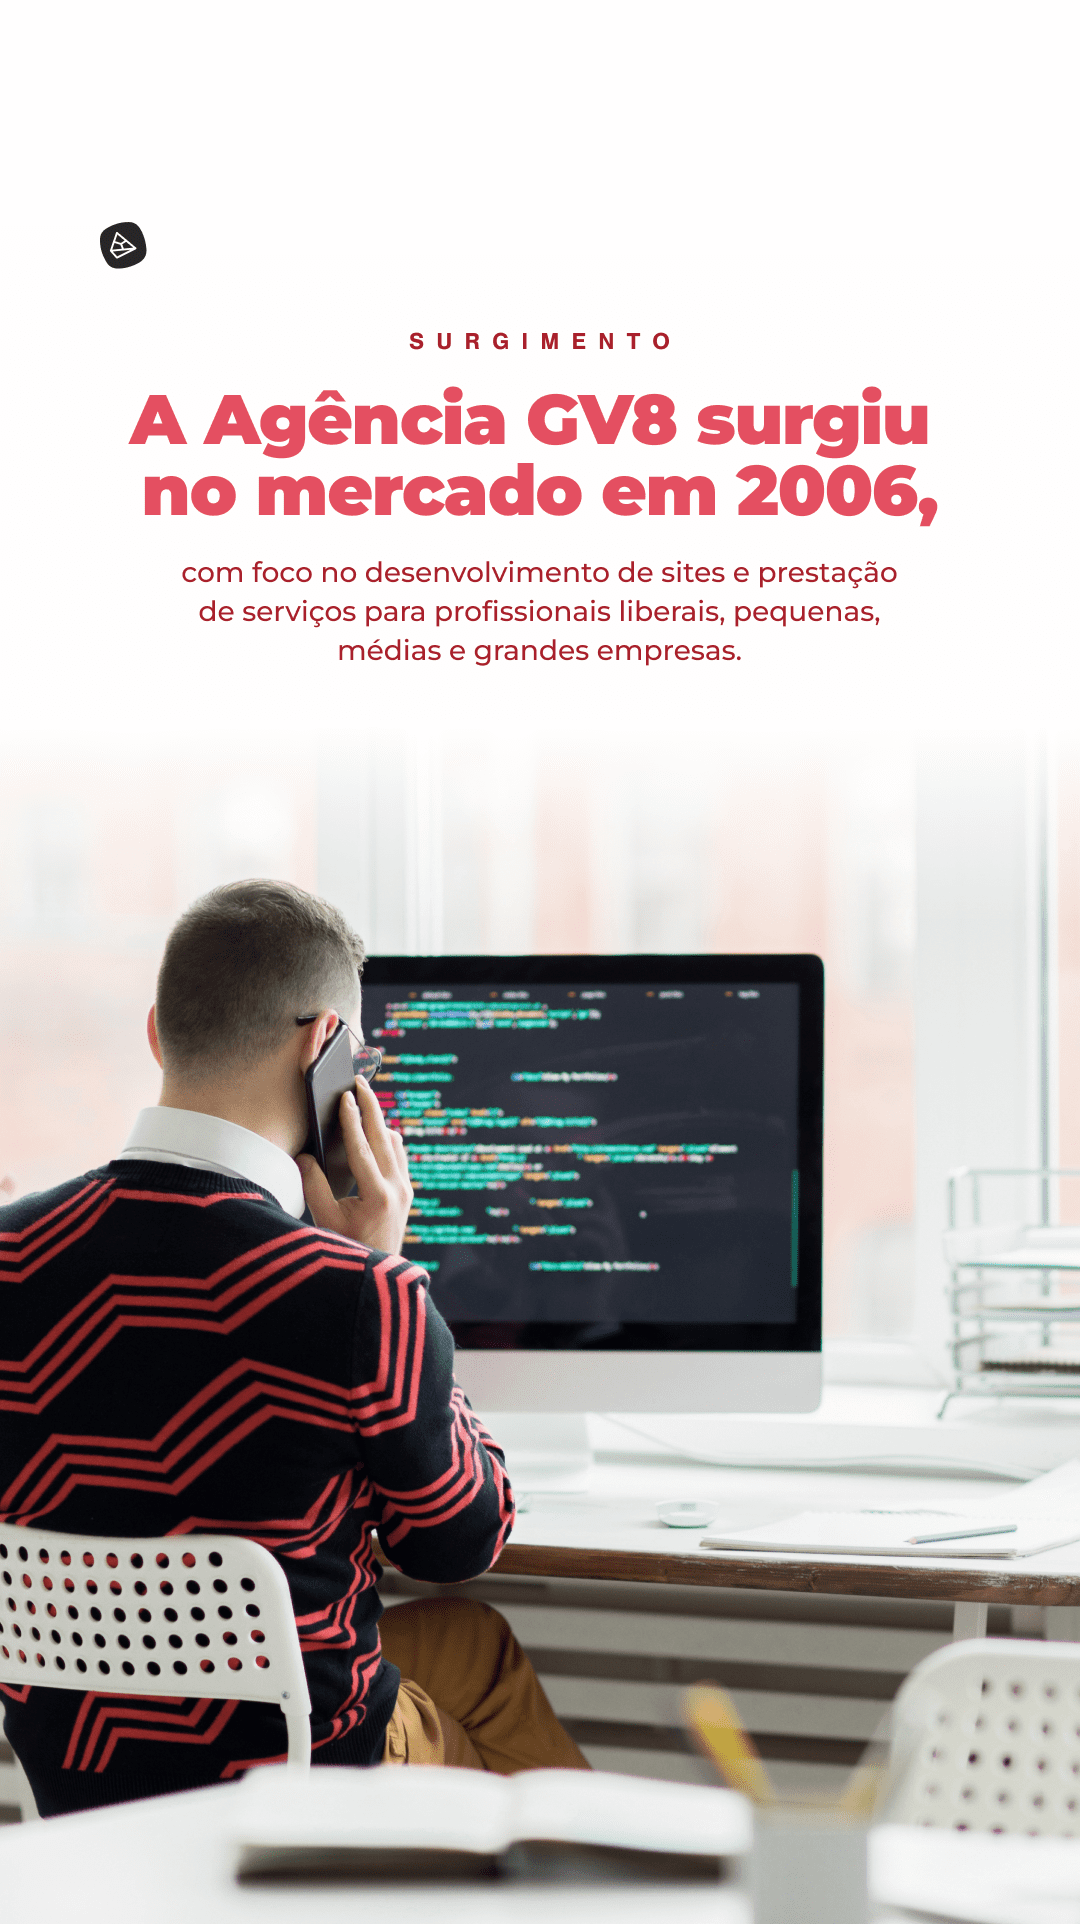 SURGIMENTO
A Agência GV8 surgiu
no mercado em 2006,
com foco no desenvolvimento de sites e prestação
de serviços para profissionais liberais, pequenas,
médias e grandes empresas.